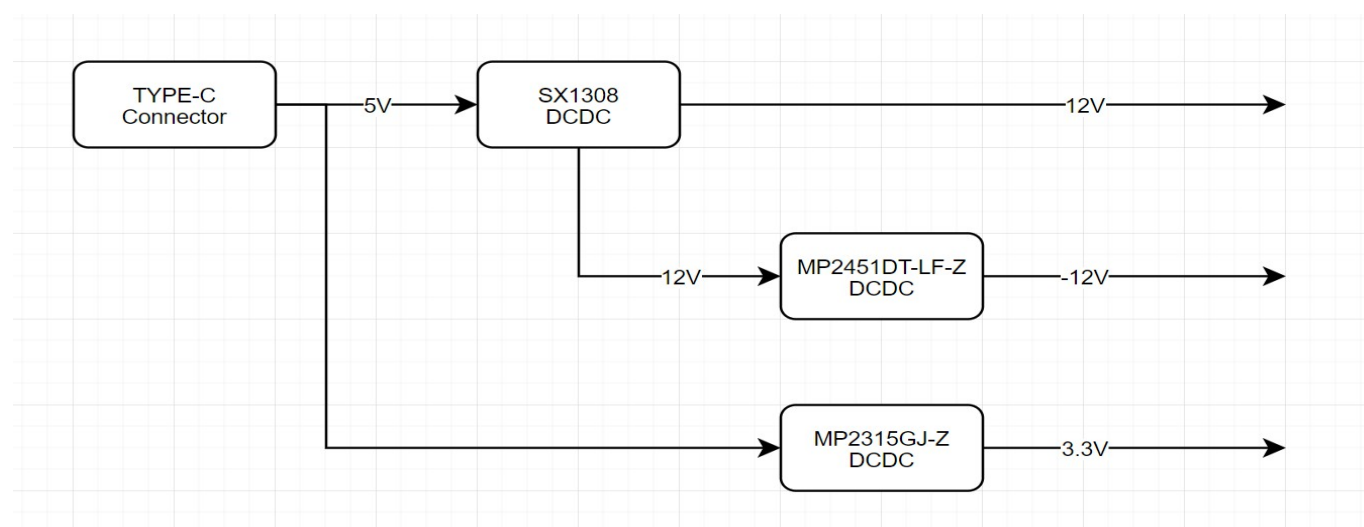 TYPE-C
Connector
5V
SX1308
DCDC
12V
12V
MP2451DT-LF-Z
DCDC
-12V
MP2315GJ-Z
DCDC
3.3V